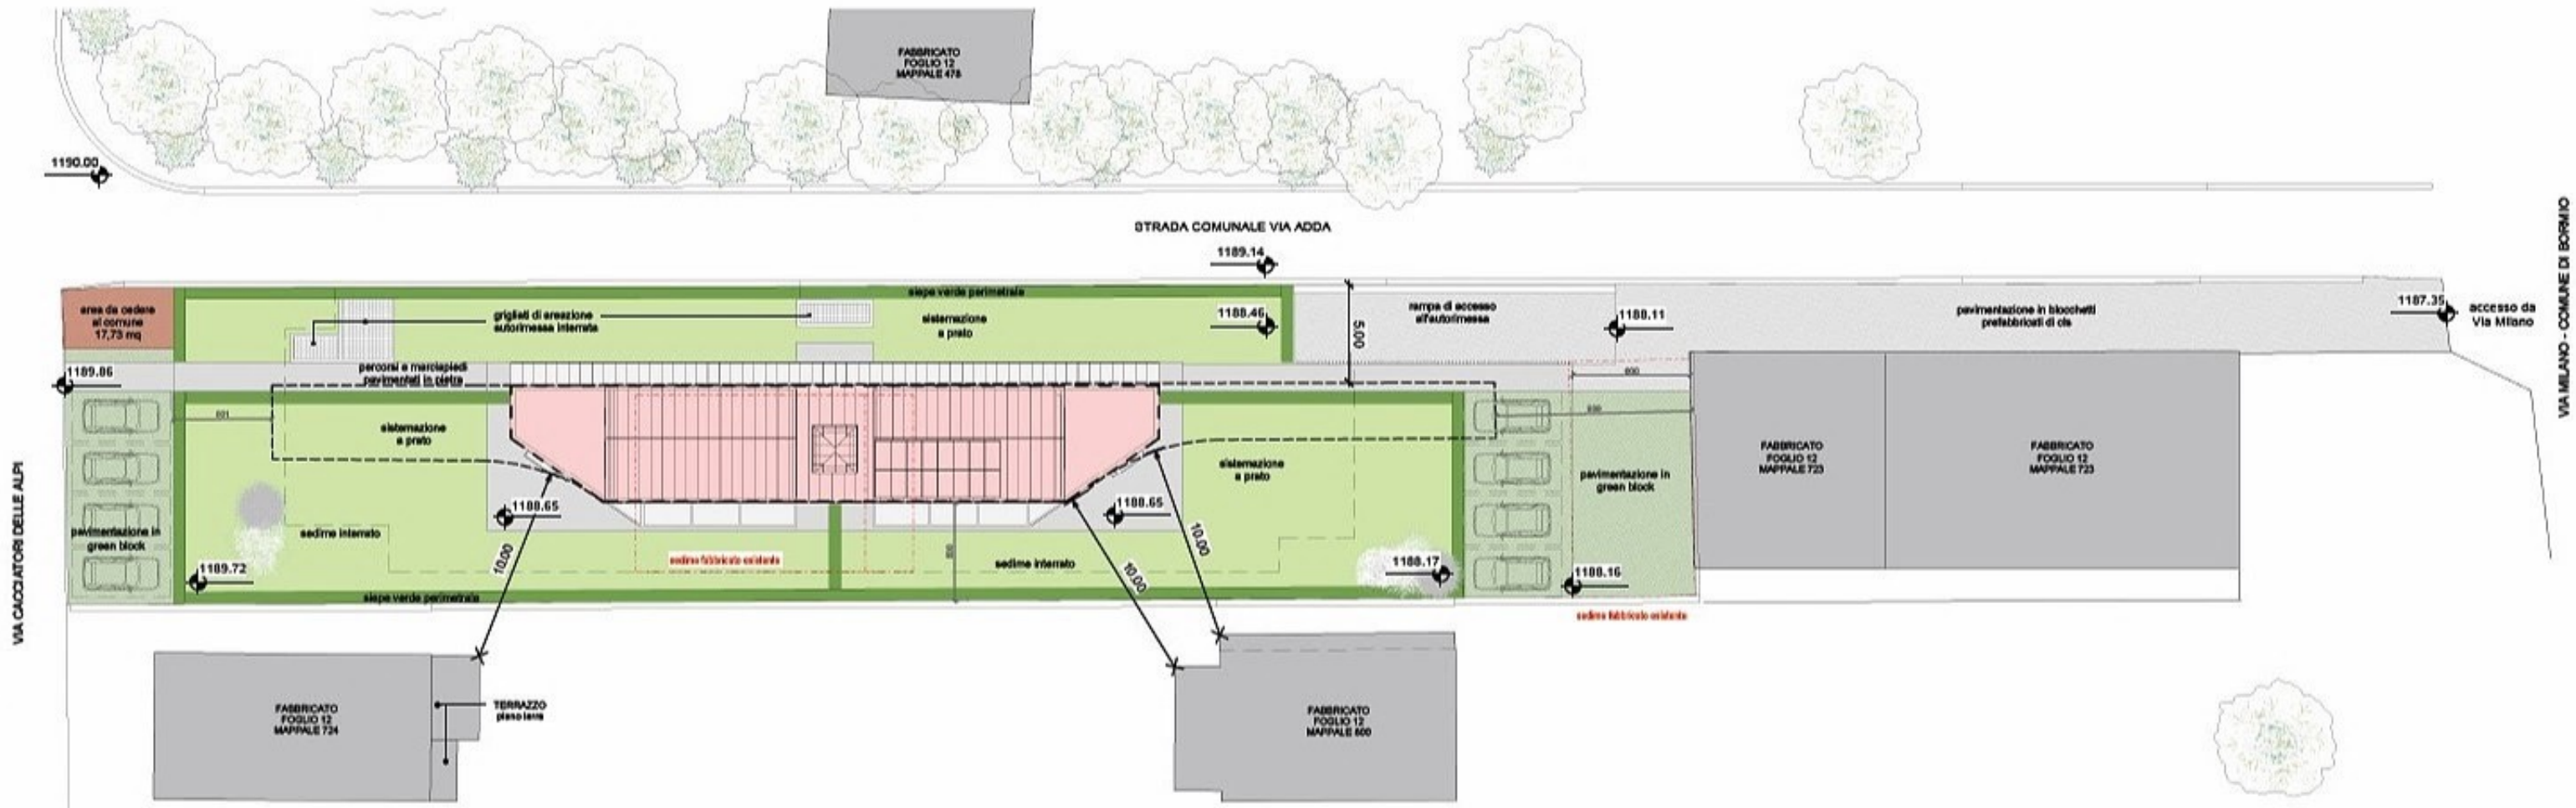 FABBRICATO
FOGLIO 12
MAPPALE 478
1190.00
STRADA COMUNALE VIA ADDA
1189.14
VIA MILANO - COMUNE DI BORMIO
area da cedere
al comune
17,73 mq
siepe verde perimetrale
grigliati di areazione
autorimessa interrata
sistemazione
a prato
1188.46
5.00
rampa di accesso
all'autorimessa
1188.11
pavimentazione in blocchetti
prefabbricati di cls
1187.35
accesso da
Via Milano
1189.86
percorsi e marciapiedi
pavimentati in pietra
600
601
sistemazione
a prato
sistemazione
a prato
FABBRICATO
FOGLIO 12
MAPPALE 723
FABBRICATO
FOGLIO 12
MAPPALE 723
pavimentazione in
green block
VIA CACCIATORI DELLE ALPI
pavimentazione in
green block
sedime interrato
1188.65
1188.65
10.00
10.00
10.00
sedime fabbricato esistente
sedime interrato
1189.72
1188.17
1188.16
siepe verde perimetrale
sedime fabbricato esistente
FABBRICATO
FOGLIO 12
MAPPALE 724
TERRAZZO
piano terra
FABBRICATO
FOGLIO 12
MAPPALE 600